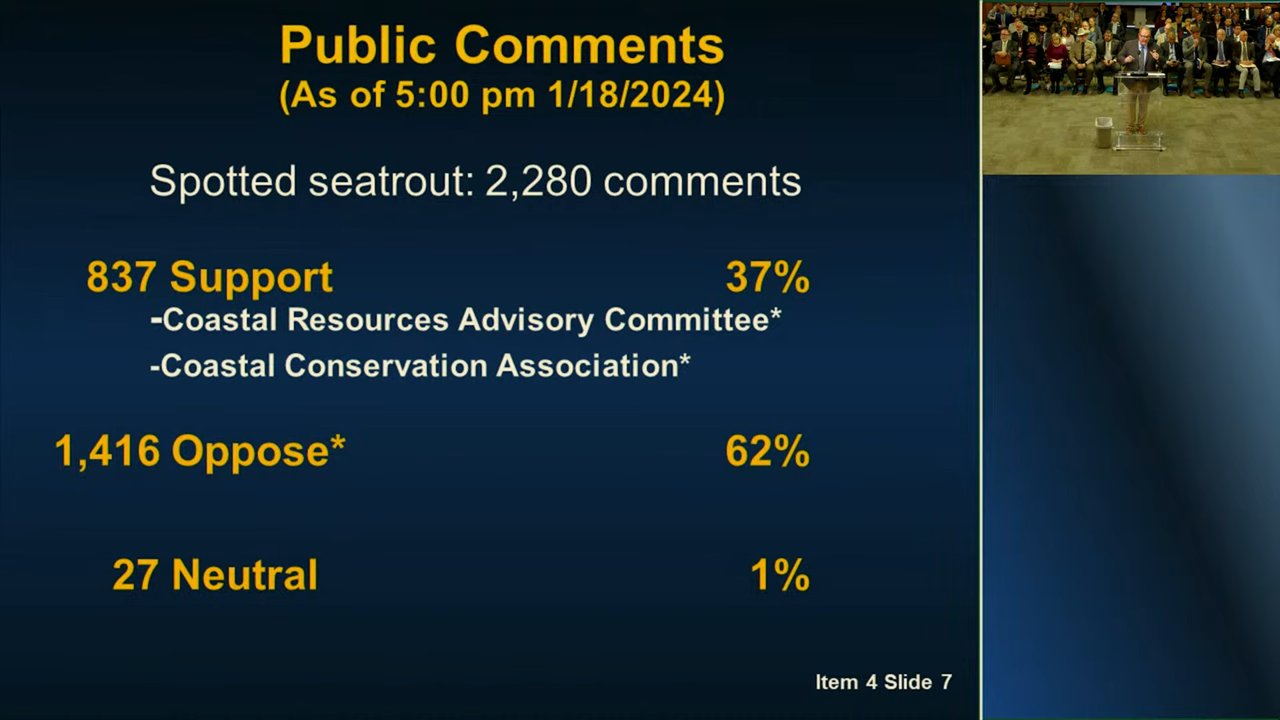 Public Comments
(As of 5:00 pm 1/18/2024)
Spotted seatrout: 2,280 comments
837 Support 37%
-Coastal Resources Advisory Committee*
-Coastal Conservation Association*
1,416 Oppose* 62%
27 Neutral 1%
Item 4 Slide 7